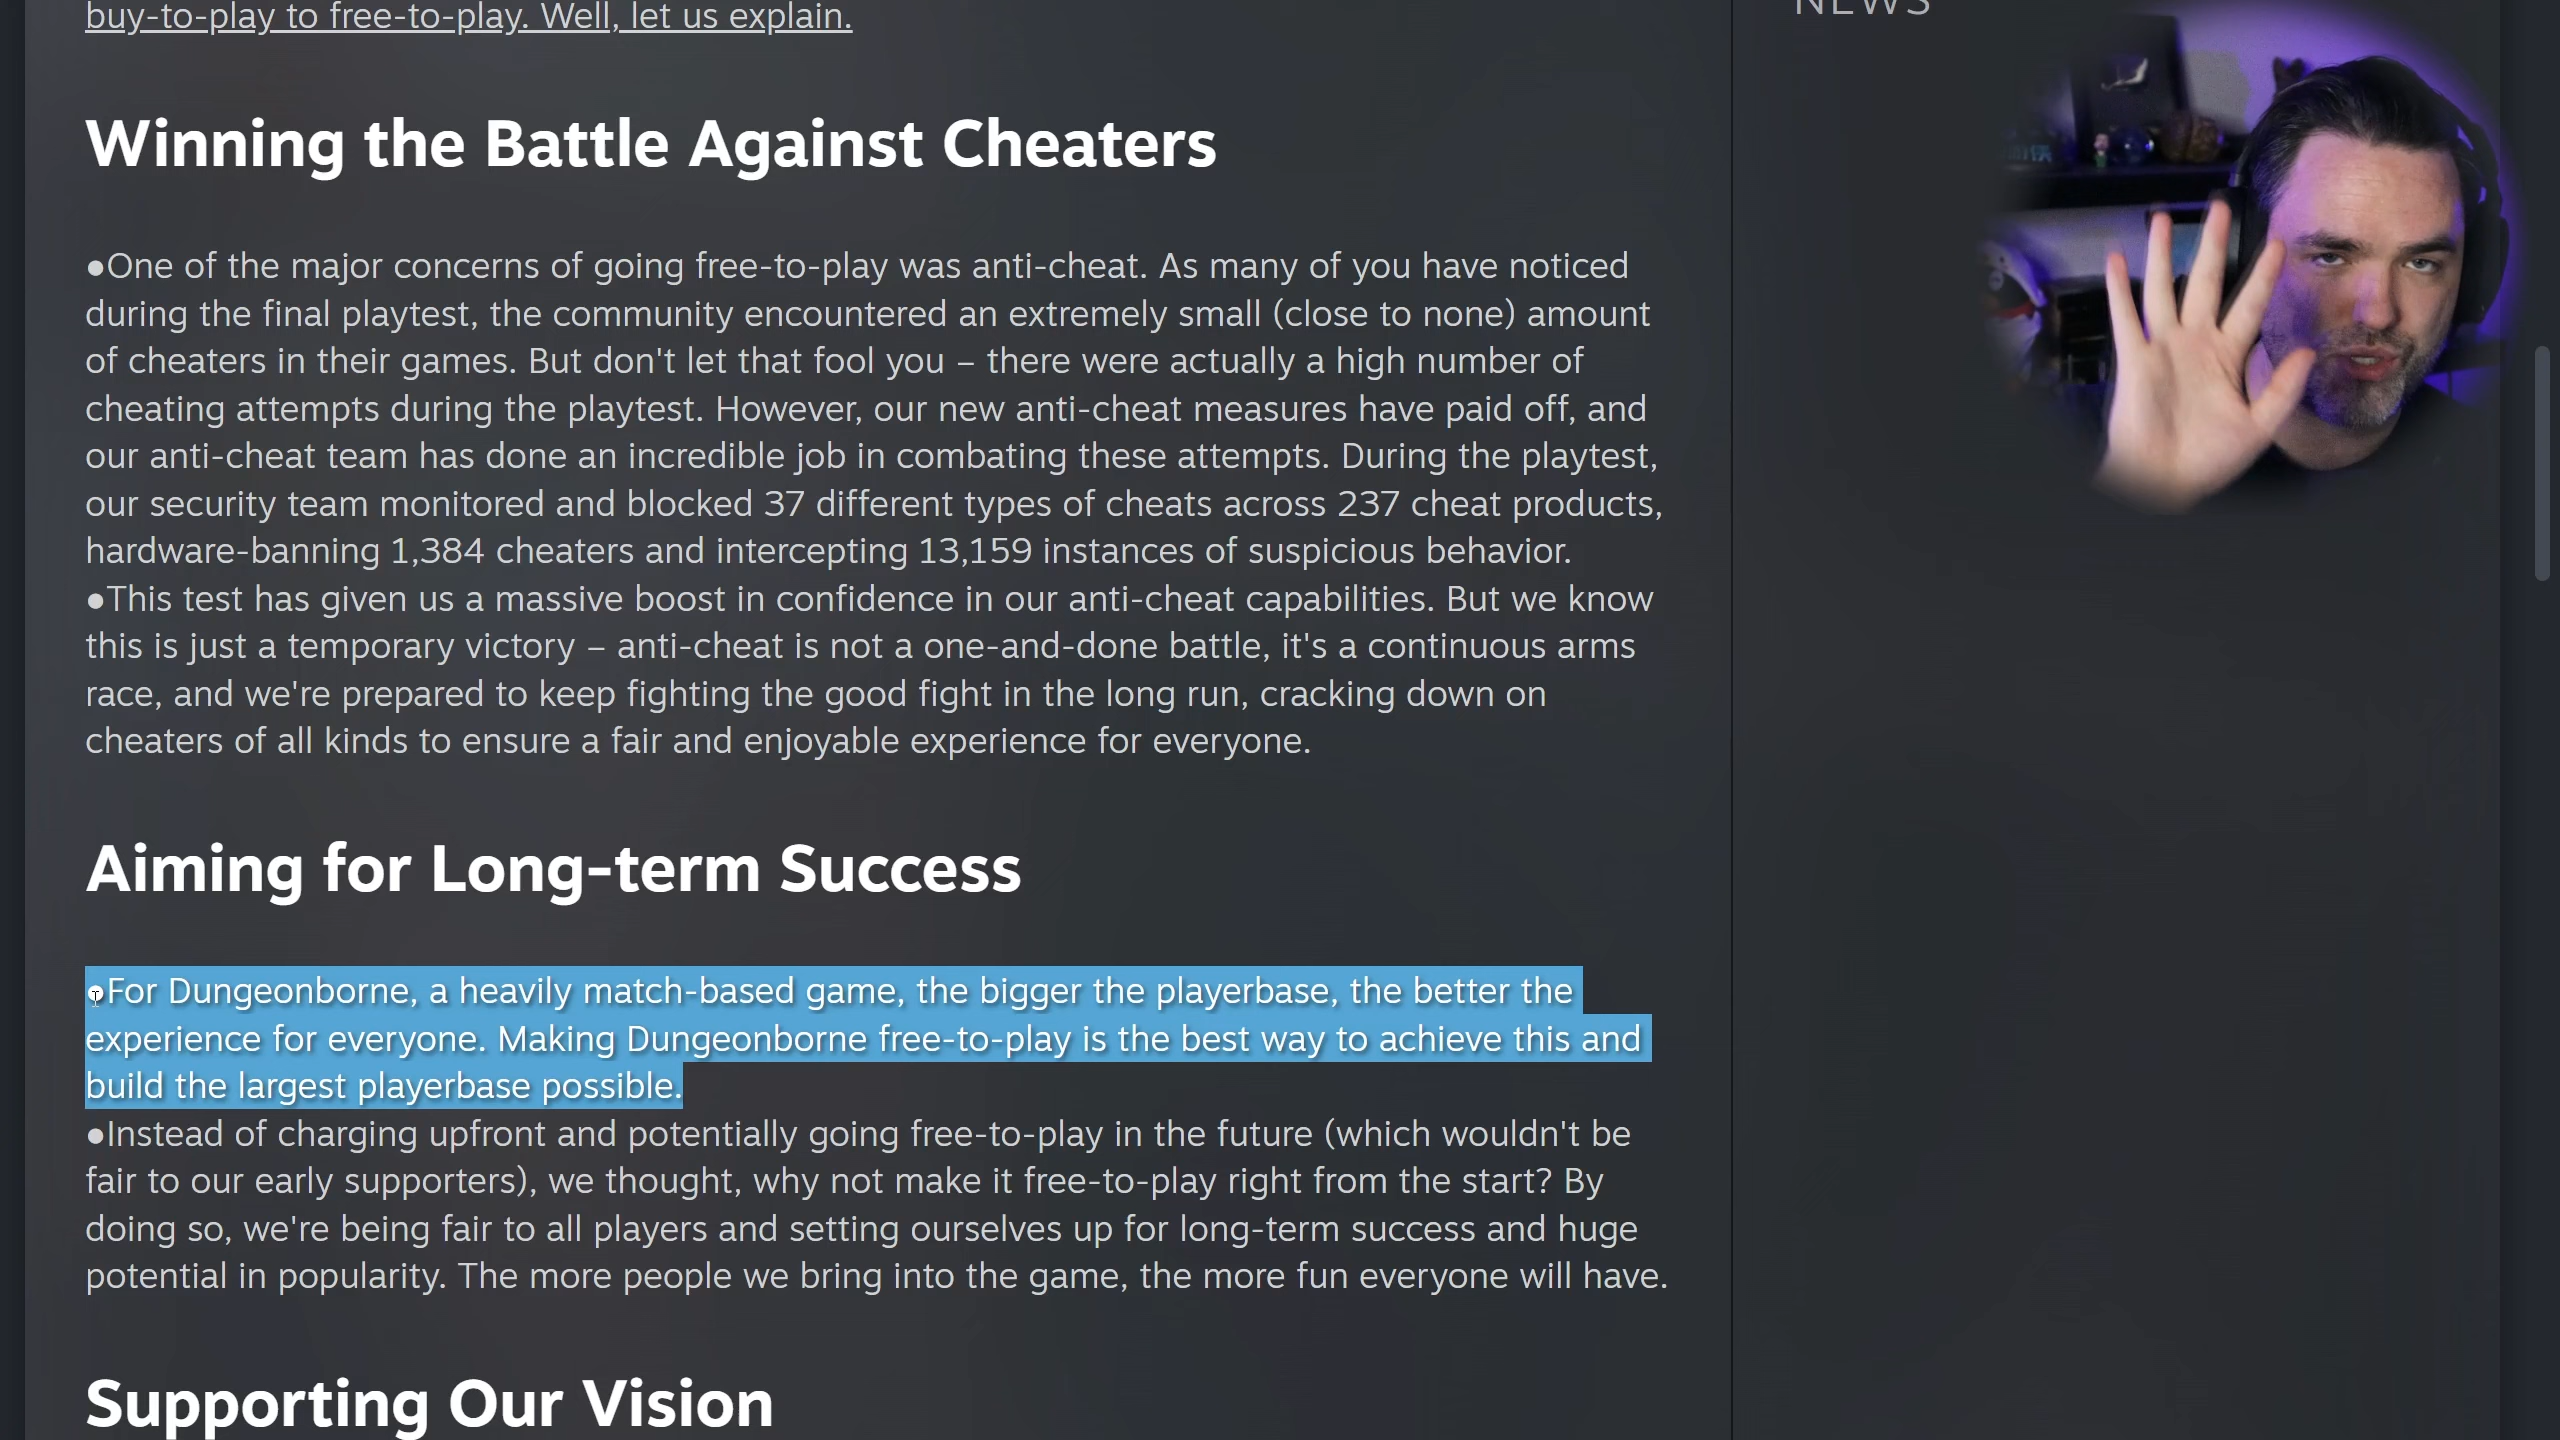 buy-to-play to free-to-play. Well, let us explain.
NEWS
Winning the Battle Against Cheaters
●One of the major concerns of going free-to-play was anti-cheat. As many of you have noticed
during the final playtest, the community encountered an extremely small (close to none) amount
of cheaters in their games. But don't let that fool you – there were actually a high number of
cheating attempts during the playtest. However, our new anti-cheat measures have paid off, and
our anti-cheat team has done an incredible job in combating these attempts. During the playtest,
our security team monitored and blocked 37 different types of cheats across 237 cheat products,
hardware-banning 1,384 cheaters and intercepting 13,159 instances of suspicious behavior.
●This test has given us a massive boost in confidence in our anti-cheat capabilities. But we know
this is just a temporary victory – anti-cheat is not a one-and-done battle, it's a continuous arms
race, and we're prepared to keep fighting the good fight in the long run, cracking down on
cheaters of all kinds to ensure a fair and enjoyable experience for everyone.
Aiming for Long-term Success
●For Dungeonborne, a heavily match-based game, the bigger the playerbase, the better the
experience for everyone. Making Dungeonborne free-to-play is the best way to achieve this and
build the largest playerbase possible.
●Instead of charging upfront and potentially going free-to-play in the future (which wouldn't be
fair to our early supporters), we thought, why not make it free-to-play right from the start? By
doing so, we're being fair to all players and setting ourselves up for long-term success and huge
potential in popularity. The more people we bring into the game, the more fun everyone will have.
Supporting Our Vision